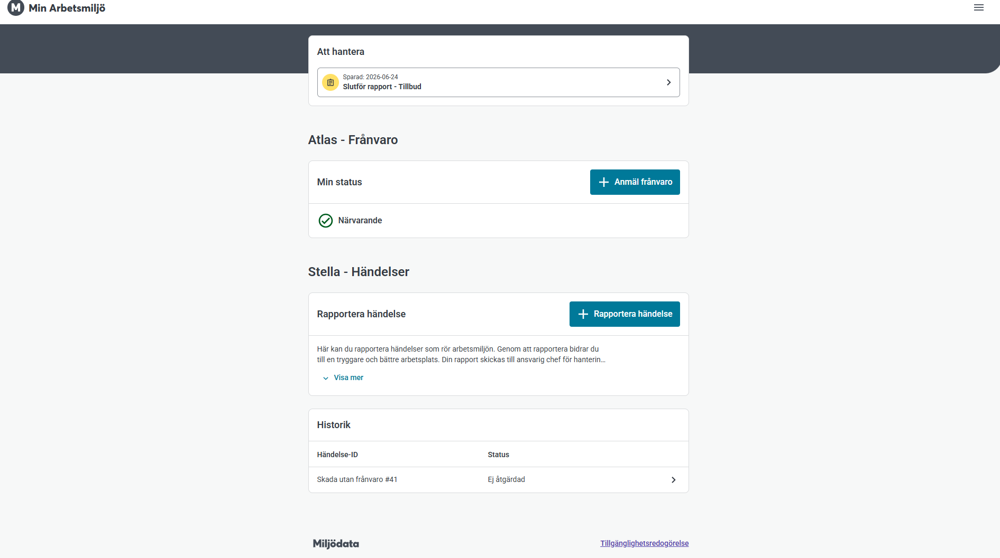 M Min Arbetsmiljö
Att hantera
Sparad: 2026-06-24
Slutför rapport - Tillbud
Atlas - Frånvaro
Min status
Anmäl frånvaro
Närvarande
Stella - Händelser
Rapportera händelse
Rapportera händelse
Här kan du rapportera händelser som rör arbetsmiljön. Genom att rapportera bidrar du
till en tryggare och bättre arbetsplats. Din rapport skickas till ansvarig chef för hanterin...
Visa mer
Historik
Händelse-ID Status
Skada utan frånvaro #41 Ej åtgärdad
Miljödata Tillgänglighetsredogörelse